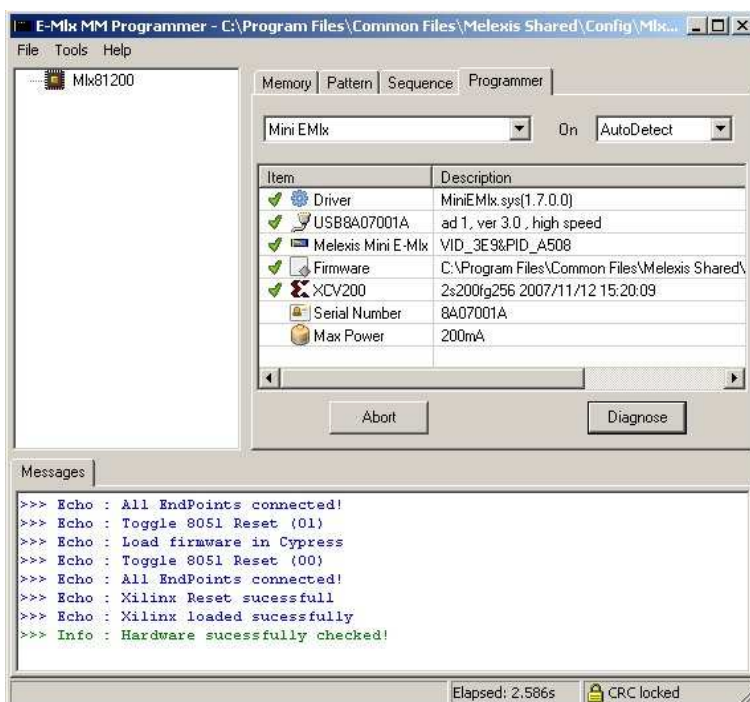 E-Mlx MM Programmer - C:\Program Files\Common Files\Melexis Shared\Config\Mlx...
File Tools Help
Mlx81200
Memory Pattern Sequence Programmer
Mini EMlx On AutoDetect
Item Description
Driver MiniEMlx.sys(1.7.0.0)
USB8A07001A ad 1, ver 3.0 , high speed
Melexis Mini E-Mlx VID_3E9&PID_A508
Firmware C:\Program Files\Common Files\Melexis Shared\
XCV200 2s200fg256 2007/11/12 15:20:09
Serial Number 8A07001A
Max Power 200mA
Abort Diagnose
Messages
>>> Echo : All EndPoints connected!
>>> Echo : Toggle 8051 Reset (01)
>>> Echo : Load firmware in Cypress
>>> Echo : Toggle 8051 Reset (00)
>>> Echo : All EndPoints connected!
>>> Echo : Xilinx Reset sucessfull
>>> Echo : Xilinx loaded sucessfully
>>> Info : Hardware sucessfully checked!
Elapsed: 2.586s CRC locked